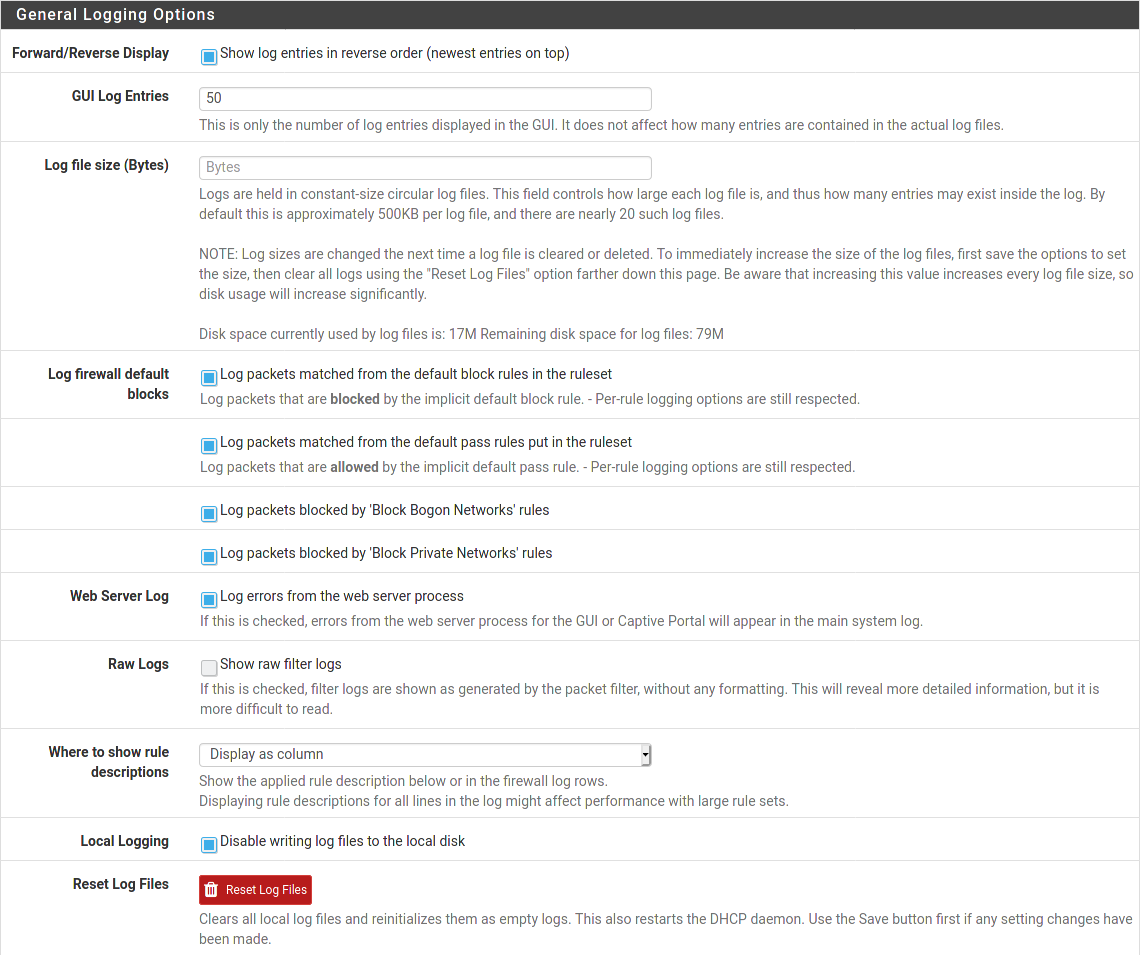 General Logging Options
Forward/Reverse Display
Show log entries in reverse order (newest entries on top)
GUI Log Entries
50
This is only the number of log entries displayed in the GUI. It does not affect how many entries are contained in the actual log files.
Log file size (Bytes)
Bytes
Logs are held in constant-size circular log files. This field controls how large each log file is, and thus how many entries may exist inside the log. By
default this is approximately 500KB per log file, and there are nearly 20 such log files.
NOTE: Log sizes are changed the next time a log file is cleared or deleted. To immediately increase the size of the log files, first save the options to set
the size, then clear all logs using the "Reset Log Files" option farther down this page. Be aware that increasing this value increases every log file size, so
disk usage will increase significantly.
Disk space currently used by log files is: 17M Remaining disk space for log files: 79M
Log firewall default
blocks
Log packets matched from the default block rules in the ruleset
Log packets that are blocked by the implicit default block rule. - Per-rule logging options are still respected.
Log packets matched from the default pass rules put in the ruleset
Log packets that are allowed by the implicit default pass rule. - Per-rule logging options are still respected.
Log packets blocked by 'Block Bogon Networks' rules
Log packets blocked by 'Block Private Networks' rules
Web Server Log
Log errors from the web server process
If this is checked, errors from the web server process for the GUI or Captive Portal will appear in the main system log.
Raw Logs
Show raw filter logs
If this is checked, filter logs are shown as generated by the packet filter, without any formatting. This will reveal more detailed information, but it is
more difficult to read.
Where to show rule
descriptions
Display as column
Show the applied rule description below or in the firewall log rows.
Displaying rule descriptions for all lines in the log might affect performance with large rule sets.
Local Logging
Disable writing log files to the local disk
Reset Log Files
Reset Log Files
Clears all local log files and reinitializes them as empty logs. This also restarts the DHCP daemon. Use the Save button first if any setting changes have
been made.